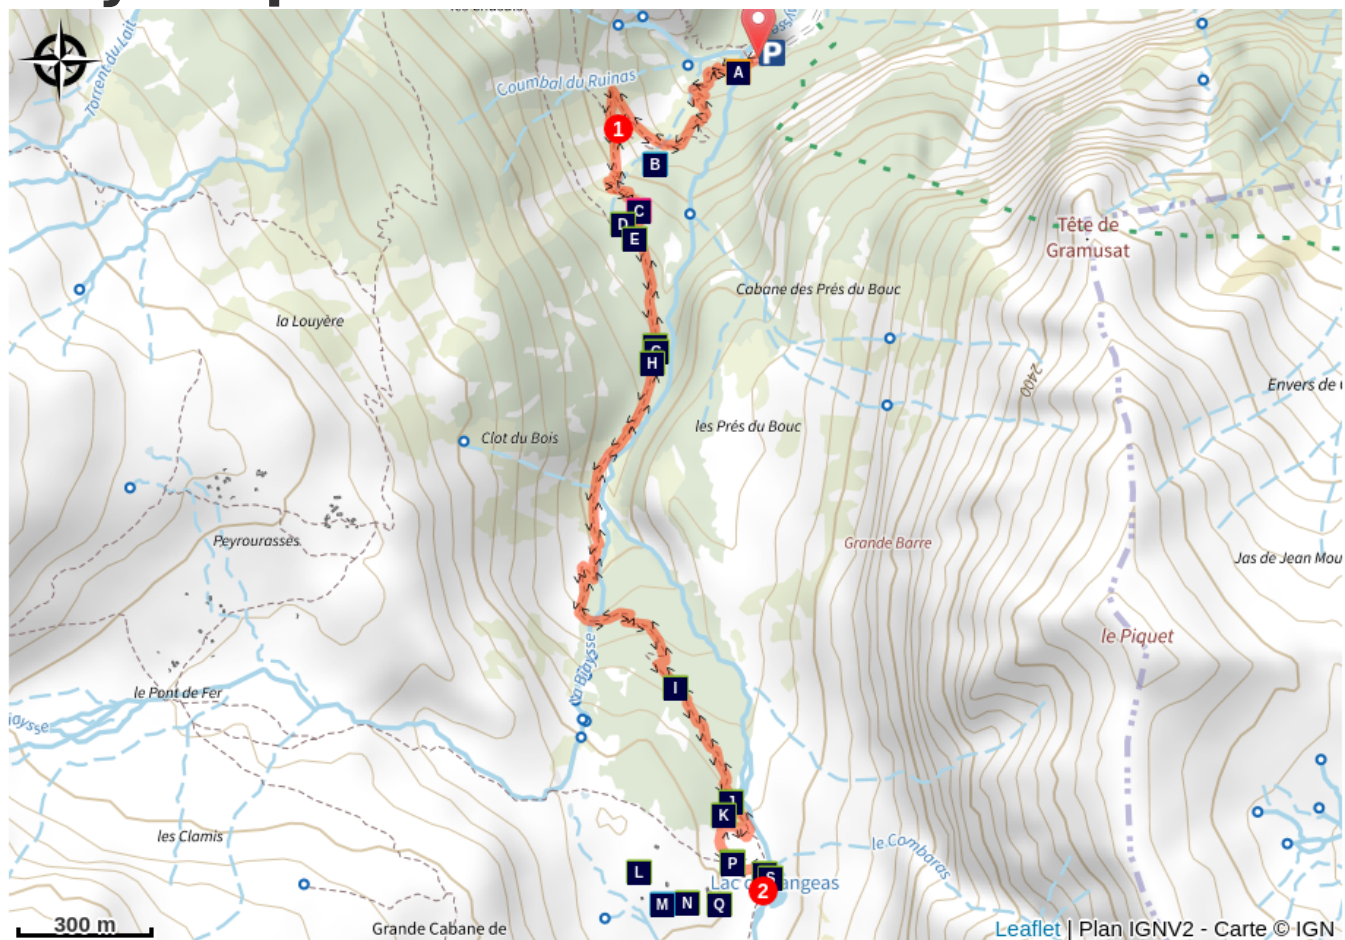 Torrent du Lait
Coumbal du Ruinas
P
A
1
B
C
D
E
Tête de
Gramusat
Cabane des Prés du Bouc
la Louyère
H
2400
Envers de
les Prés du Bouc
Clot du Bois
Peyrourasses
Grande Barre
Jas de Jean Mou
le Piquet
la Biaysse
I
le Pont de Fer
J
K
les Clamis
le Combaras
P
L
S
Lac
angeas
2
M
N
Q
300 m
Grande Cabane de
Leaflet | Plan IGNV2 - Carte © IGN